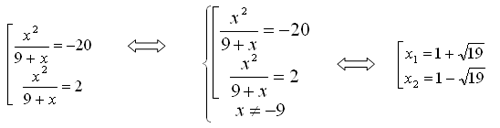 [ x²/(9 + x) = −20 ⟺ { [ x²/(9 + x) = −20 ⟺ [ x₁ = 1 + √19
x²/(9 + x) = 2 x²/(9 + x) = 2 x₂ = 1 − √19
x ≠ −9